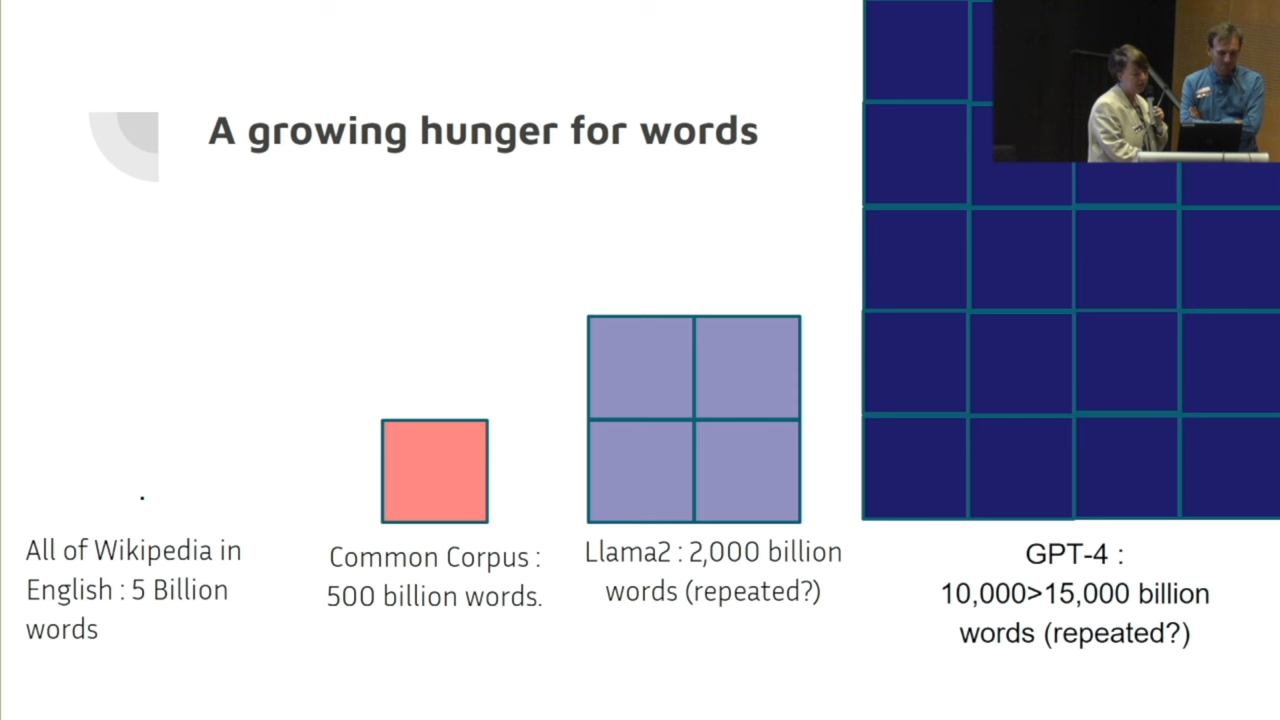 A growing hunger for words
All of Wikipedia in
English : 5 Billion
words
Common Corpus :
500 billion words.
Llama2 : 2,000 billion
words (repeated?)
GPT-4 :
10,000>15,000 billion
words (repeated?)